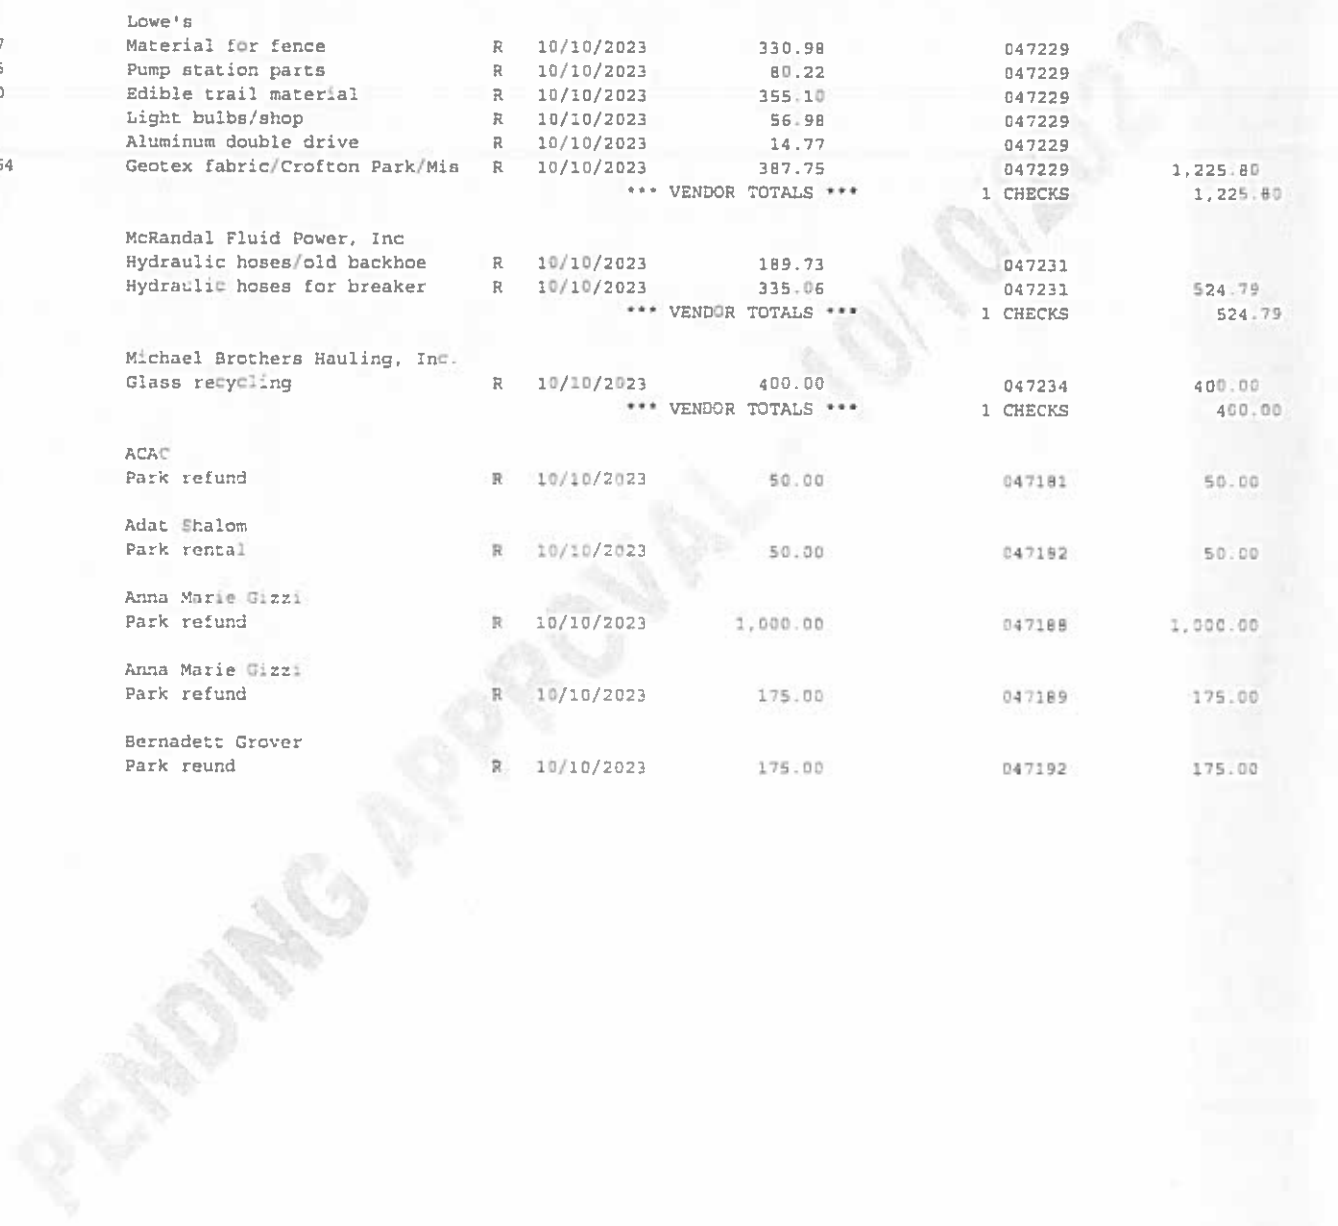 Lowe's
7 Material for fence R 10/10/2023 330.98 047229
Pump station parts R 10/10/2023 80.22 047229
0 Edible trail material R 10/10/2023 355.10 047229
Light bulbs/shop R 10/10/2023 56.98 047229
Aluminum double drive R 10/10/2023 14.77 047229
54 Geotex fabric/Crofton Park/Mis R 10/10/2023 387.75 047229 1,225.80
*** VENDOR TOTALS *** 1 CHECKS 1,225.80
McRandal Fluid Power, Inc
Hydraulic hoses/old backhoe R 10/10/2023 189.73 047231
Hydraulic hoses for breaker R 10/10/2023 335.06 047231 524.79
*** VENDOR TOTALS *** 1 CHECKS 524.79
Michael Brothers Hauling, Inc.
Glass recycling R 10/10/2023 400.00 047234 400.00
*** VENDOR TOTALS *** 1 CHECKS 400.00
ACAC
Park refund R 10/10/2023 50.00 047181 50.00
Adat Shalom
Park rental R 10/10/2023 50.00 047182 50.00
Anna Marie Gizzi
Park refund R 10/10/2023 1,000.00 047188 1,000.00
Anna Marie Gizzi
Park refund R 10/10/2023 175.00 047189 175.00
Bernadett Grover
Park reund R 10/10/2023 175.00 047192 175.00
PENDING APPROVAL - 10/10/2023